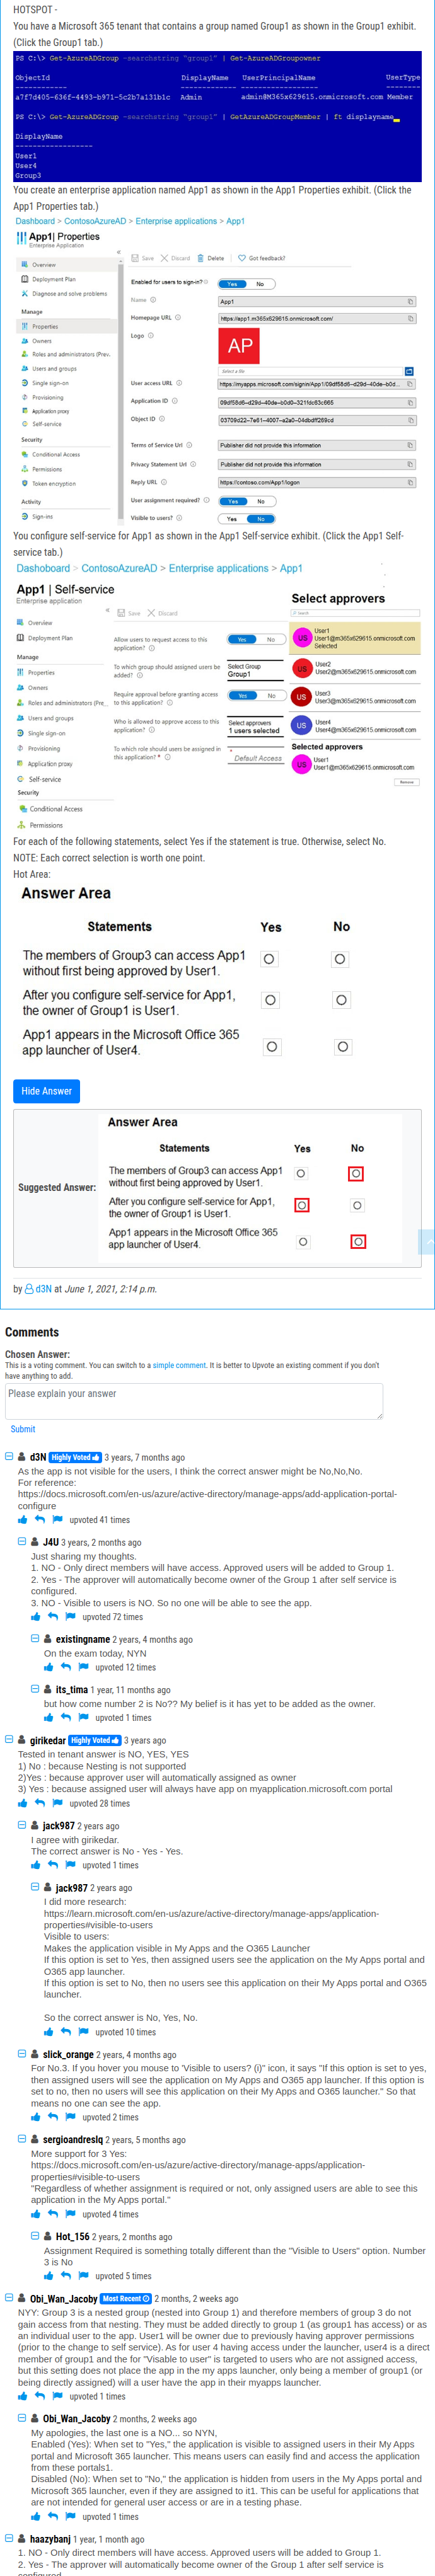 HOTSPOT -
You have a Microsoft 365 tenant that contains a group named Group1 as shown in the Group1 exhibit.
(Click the Group1 tab.)
PS C:\> Get-AzureADGroup -searchstring "group1" | Get-AzureADGroupowner
ObjectId DisplayName UserPrincipalName UserType
a7f7d405-636f-4493-b971-5c2b7a131b1c Admin admin@M365x629615.onmicrosoft.com Member
PS C:\> Get-AzureADGroup -searchstring "group1" | GetAzureADGroupMember | ft displayname
DisplayName
User1
User4
Group3
You create an enterprise application named App1 as shown in the App1 Properties exhibit. (Click the
App1 Properties tab.)
Dashboard > ContosoAzureAD > Enterprise applications > App1
App1 | Properties
Enterprise Application
«
Save Discard Delete Got feedback?
Overview
Deployment Plan
Diagnose and solve problems
Manage
Properties
Owners
Roles and administrators (Prev..
Users and groups
Single sign-on
Provisioning
Application proxy
Self-service
Security
Conditional Access
Permissions
Token encryption
Activity
Sign-ins
Enabled for users to sign-in? Yes No
Name App1
Homepage URL https://app1.m365x629615.onmicrosoft.com/
Logo AP
Select a file
User access URL https://myapps.microsoft.com/signin/App1/09df58d6-d29d-40de-b0d...
Application ID 09df58d6-d29d-40de-b0d0-321fdc63c665
Object ID 03709d22-7e61-4007-a2a0-04dbdff269cd
Terms of Service Url Publisher did not provide this information
Privacy Statement Url Publisher did not provide this information
Reply URL https://contoso.com/App1/logon
User assignment required? Yes No
Visible to users? Yes No
You configure self-service for App1 as shown in the App1 Self-service exhibit. (Click the App1 Self-
service tab.)
Dashboard > ContosoAzureAD > Enterprise applications > App1
App1 | Self-service
Enterprise application
«
Save Discard
Overview
Deployment Plan
Manage
Properties
Owners
Roles and administrators (Pre_
Users and groups
Single sign-on
Provisioning
Application proxy
Self-service
Security
Conditional Access
Permissions
Allow users to request access to this
application? Yes No
To which group should assigned users be
added? Select Group
Group1
Require approval before granting access
to this application? Yes No
Who is allowed to approve access to this
application? Select approvers
1 users selected
To which role should users be assigned in
this application? * Default Access
Select approvers
Search
US User1
User1@m365x629615.onmicrosoft.com
Selected
US User2
User2@m365x629615.onmicrosoft.com
US User3
User3@m365x629615.onmicrosoft.com
US User4
User4@m365x629615.onmicrosoft.com
Selected approvers
US User1
User1@m365x629615.onmicrosoft.com
Remove
For each of the following statements, select Yes if the statement is true. Otherwise, select No.
NOTE: Each correct selection is worth one point.
Hot Area:
Answer Area
Statements Yes No
The members of Group3 can access App1
without first being approved by User1.
After you configure self-service for App1,
the owner of Group1 is User1.
App1 appears in the Microsoft Office 365
app launcher of User4.
Hide Answer
Suggested Answer:
Answer Area
Statements Yes No
The members of Group3 can access App1
without first being approved by User1.
After you configure self-service for App1,
the owner of Group1 is User1.
App1 appears in the Microsoft Office 365
app launcher of User4.
by d3N at June 1, 2021, 2:14 p.m.
Comments
Chosen Answer:
This is a voting comment. You can switch to a simple comment. It is better to Upvote an existing comment if you don't
have anything to add.
Please explain your answer
Submit
d3N Highly Voted 3 years, 7 months ago
As the app is not visible for the users, I think the correct answer might be No,No,No.
For reference:
https://docs.microsoft.com/en-us/azure/active-directory/manage-apps/add-application-portal-
configure
upvoted 41 times
J4U 3 years, 2 months ago
Just sharing my thoughts.
1. NO - Only direct members will have access. Approved users will be added to Group 1.
2. Yes - The approver will automatically become owner of the Group 1 after self service is
configured.
3. NO - Visible to users is NO. So no one will be able to see the app.
upvoted 72 times
existingname 2 years, 4 months ago
On the exam today, NYN
upvoted 12 times
its_tima 1 year, 11 months ago
but how come number 2 is No?? My belief is it has yet to be added as the owner.
upvoted 1 times
girikedar Highly Voted 3 years ago
Tested in tenant answer is NO, YES, YES
1) No : because Nesting is not supported
2)Yes : because approver user will automatically assigned as owner
3) Yes : because assigned user will always have app on myapplication.microsoft.com portal
upvoted 28 times
jack987 2 years ago
I agree with girikedar.
The correct answer is No - Yes - Yes.
upvoted 1 times
jack987 2 years ago
I did more research:
https://learn.microsoft.com/en-us/azure/active-directory/manage-apps/application-
properties#visible-to-users
Visible to users:
Makes the application visible in My Apps and the O365 Launcher
If this option is set to Yes, then assigned users see the application on the My Apps portal and
O365 app launcher.
If this option is set to No, then no users see this application on their My Apps portal and O365
launcher.
So the correct answer is No, Yes, No.
upvoted 10 times
slick_orange 2 years, 4 months ago
For No.3. If you hover you mouse to 'Visible to users? (i)" icon, it says "If this option is set to yes,
then assigned users will see the application on My Apps and O365 app launcher. If this option is
set to no, then no users will see this application on their My Apps and O365 launcher." So that
means no one can see the app.
upvoted 2 times
sergioandreslq 2 years, 5 months ago
More support for 3 Yes:
https://docs.microsoft.com/en-us/azure/active-directory/manage-apps/application-
properties#visible-to-users
"Regardless of whether assignment is required or not, only assigned users are able to see this
application in the My Apps portal."
upvoted 4 times
Hot_156 2 years, 2 months ago
Assignment Required is something totally different than the "Visible to Users" option. Number
3 is No
upvoted 5 times
Obi_Wan_Jacoby Most Recent 2 months, 2 weeks ago
NYY: Group 3 is a nested group (nested into Group 1) and therefore members of group 3 do not
gain access from that nesting. They must be added directly to group 1 (as group1 has access) or as
an individual user to the app. User1 will be owner due to previously having approver permissions
(prior to the change to self service). As for user 4 having access under the launcher, user4 is a direct
member of group1 and the for "Visable to user" is targeted to users who are not assigned access,
but this setting does not place the app in the my apps launcher, only being a member of group1 (or
being directly assigned) will a user have the app in their myapps launcher.
upvoted 1 times
Obi_Wan_Jacoby 2 months, 2 weeks ago
My apologies, the last one is a NO... so NYN,
Enabled (Yes): When set to "Yes," the application is visible to assigned users in their My Apps
portal and Microsoft 365 launcher. This means users can easily find and access the application
from these portals1.
Disabled (No): When set to "No," the application is hidden from users in the My Apps portal and
Microsoft 365 launcher, even if they are assigned to it1. This can be useful for applications that
are not intended for general user access or are in a testing phase.
upvoted 1 times
haazybanj 1 year, 1 month ago
1. NO - Only direct members will have access. Approved users will be added to Group 1.
2. Yes - The approver will automatically become owner of the Group 1 after self service is
configured.